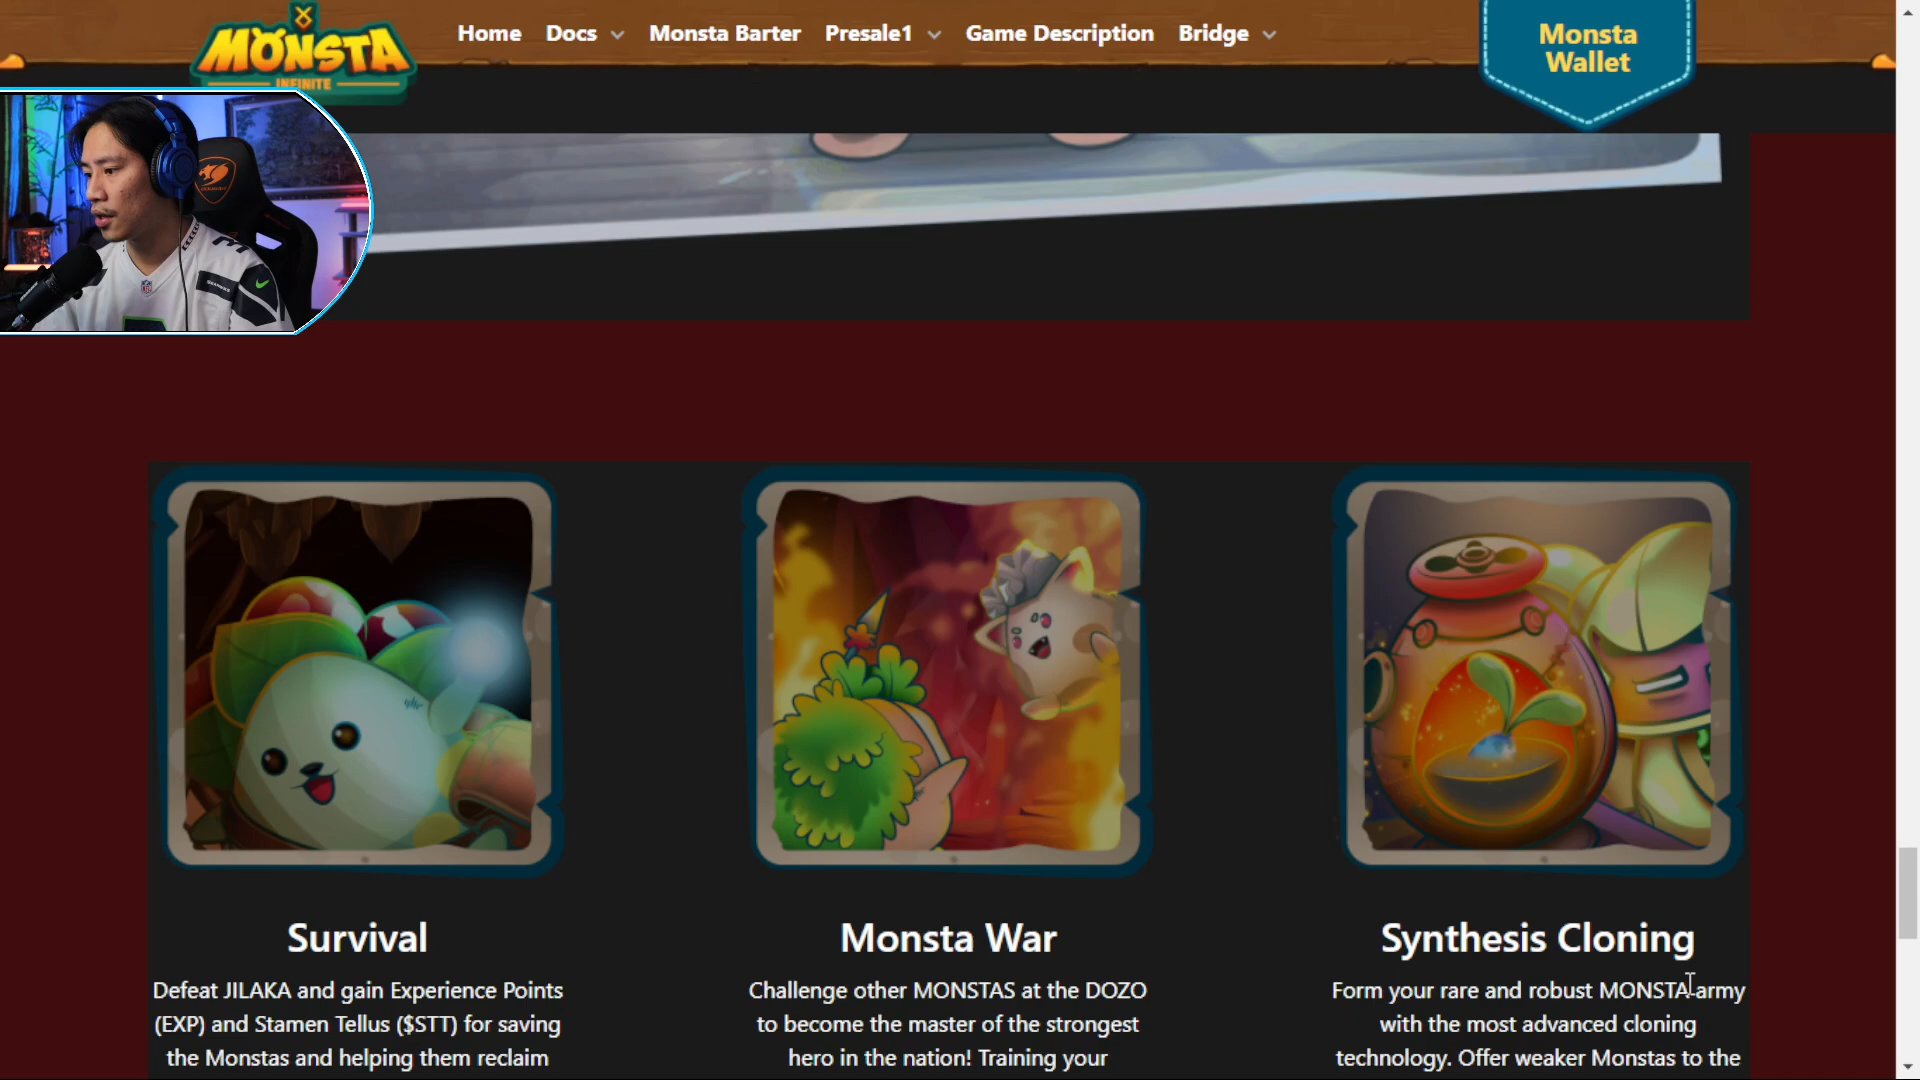 MONSTA
INFINITE
Home
Docs
Monsta Barter
Presale1
Game Description
Bridge
Monsta
Wallet
COUGAR
SEAHAWKS
Survival
Defeat JILAKA and gain Experience Points
(EXP) and Stamen Tellus ($STT) for saving
the Monstas and helping them reclaim
Monsta War
Challenge other MONSTAS at the DOZO
to become the master of the strongest
hero in the nation! Training your
Synthesis Cloning
Form your rare and robust MONSTA army
with the most advanced cloning
technology. Offer weaker Monstas to the